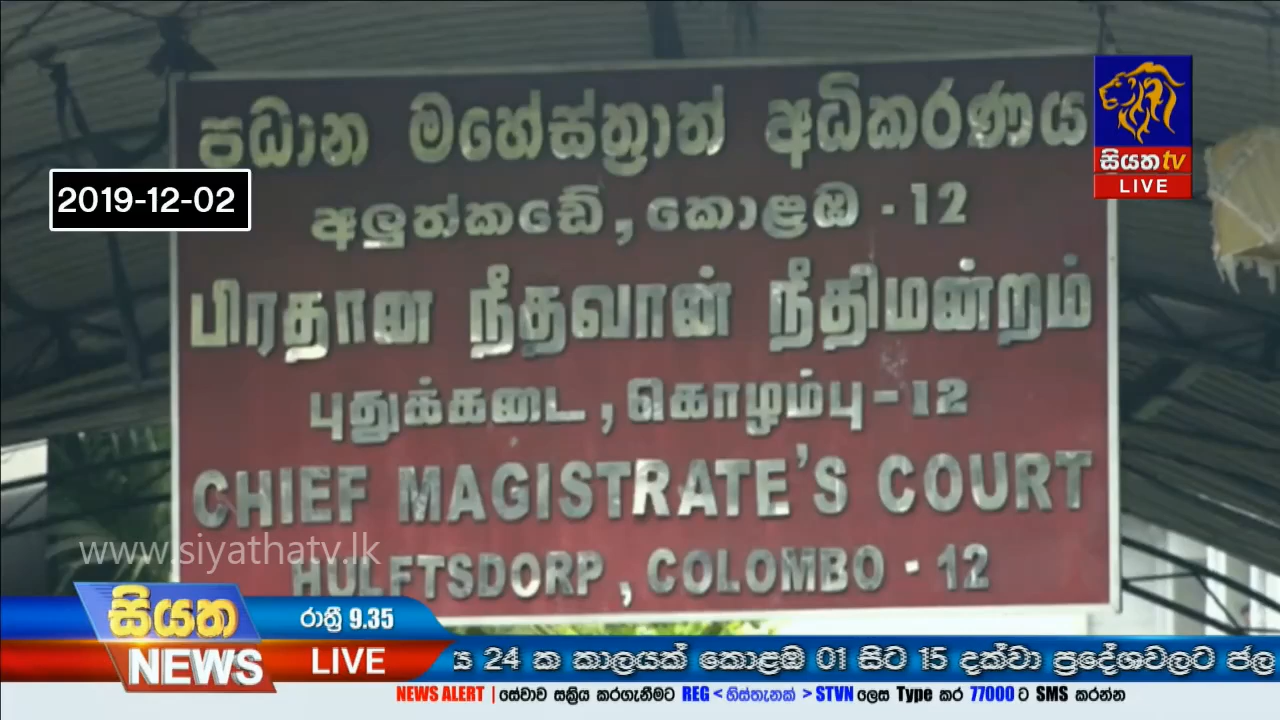 ප්‍රධාන මහේස්ත්‍රාත් අධිකරණය
සියත tv
LIVE
2019-12-02
අලුත්කඩේ, කොළඹ - 12
பிரதான நீதவான் நீதிமன்றம்
புதுக்கடை, கொழும்பு - 12
CHIEF MAGISTRATE'S COURT
www.siyathatv.lk
HULFTSDORP, COLOMBO - 12
සියත NEWS
රාත්‍රී 9.35
LIVE
ය 24 ක කාලයක් කොළඹ 01 සිට 15 දක්වා ප්‍රදේශවලට ජල
NEWS ALERT | සේවාව සක්‍රිය කරගැනීමට REG < හිස්තැනක් > STVN ලෙස Type කර 77000 ට SMS කරන්න